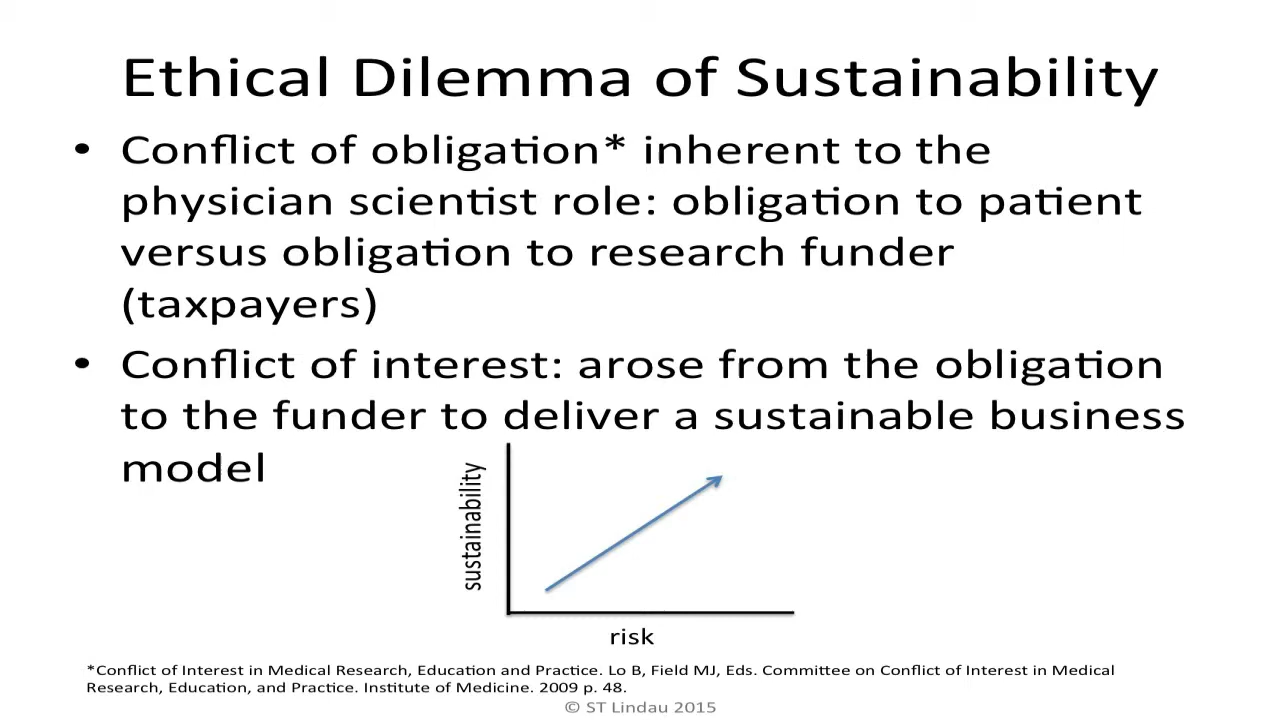 Ethical Dilemma of Sustainability
• Conflict of obligation* inherent to the
physician scientist role: obligation to patient
versus obligation to research funder
(taxpayers)
• Conflict of interest: arose from the obligation
to the funder to deliver a sustainable business
model
sustainability
risk
*Conflict of Interest in Medical Research, Education and Practice. Lo B, Field MJ, Eds. Committee on Conflict of Interest in Medical
Research, Education, and Practice. Institute of Medicine. 2009 p. 48.
© ST Lindau 2015